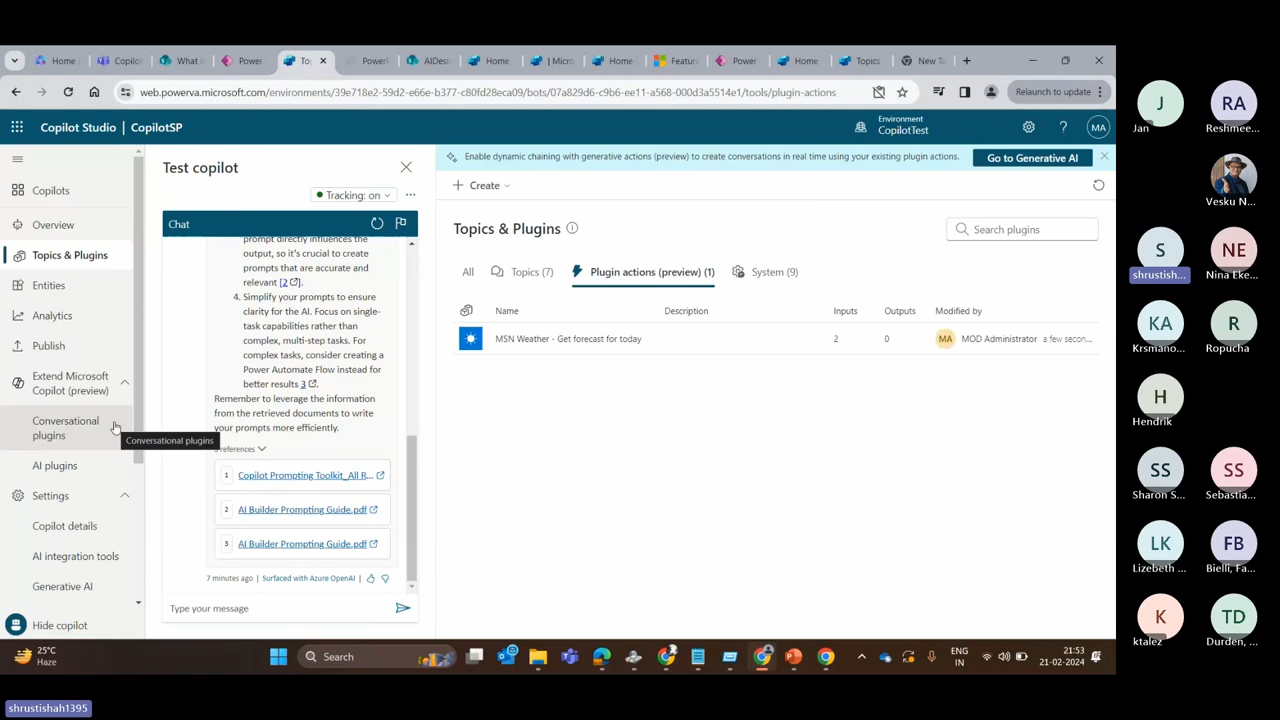 Home
Copilo
What
Power
To
PowerF
AIDesi
Home
| Micro
Home
Featur
Power
Home
Topics
New Ta
web.powerva.microsoft.com/environments/39e718e2-59d2-e66e-b377-c80fd28eca09/bots/07a829d6-c9b6-ee11-a568-000d3a5514e1/tools/plugin-actions
Relaunch to update
Copilot Studio | CopilotSP
Environment
CopilotTest
MA
Copilots
Overview
Topics & Plugins
Entities
Analytics
Publish
Extend Microsoft
Copilot (preview)
Conversational
plugins
Conversational plugins
AI plugins
Settings
Copilot details
AI integration tools
Generative AI
Hide copilot
Test copilot
Tracking: on
Chat
prompt directly influences the
output, so it's crucial to create
prompts that are accurate and
relevant [2].
4. Simplify your prompts to ensure
clarity for the AI. Focus on single-
task capabilities rather than
complex, multi-step tasks. For
complex tasks, consider creating a
Power Automate Flow instead for
better results 3.
Remember to leverage the information
from the retrieved documents to write
your prompts more efficiently.
references
1 Copilot Prompting Toolkit_All R...
2 AI Builder Prompting Guide.pdf
3 AI Builder Prompting Guide.pdf
7 minutes ago | Surfaced with Azure OpenAI |
Type your message
Enable dynamic chaining with generative actions (preview) to create conversations in real time using your existing plugin actions.
Go to Generative AI
Create
Topics & Plugins
Search plugins
All
Topics (7)
Plugin actions (preview) (1)
System (9)
Name
Description
Inputs
Outputs
Modified by
MSN Weather - Get forecast for today
2
0
MA
MOD Administrator
a few secon...
25°C
Haze
Search
ENG
IN
21:53
21-02-2024
J
Jan
RA
Reshmee...
Vesku N...
S
shrustish...
NE
Nina Eke...
KA
Krsmano...
R
Ropucha
H
Hendrik
SS
Sharon S...
SS
Sebastia...
LK
Lizebeth ...
FB
Bielli, Fa...
K
ktalez
TD
Durden, ...
shrustishah1395